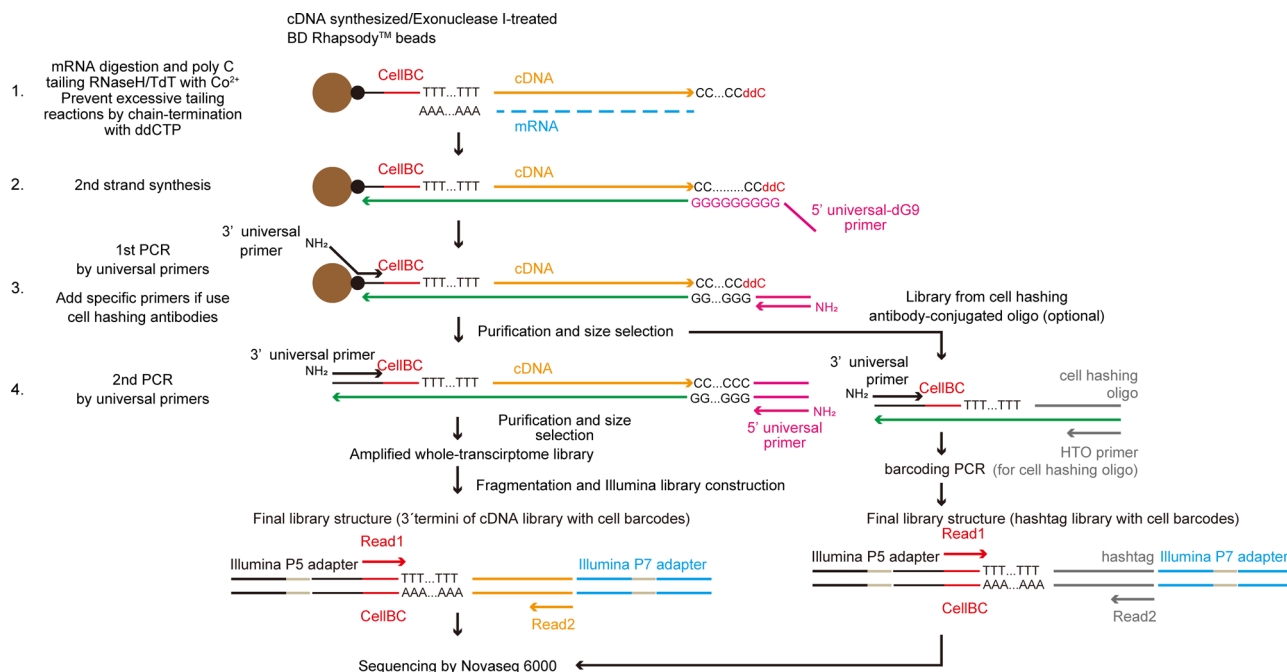 cDNA synthesized/Exonuclease I-treated
BD Rhapsody™ beads
1.
mRNA digestion and poly C
tailing RNaseH/TdT with Co²⁺
Prevent excessive tailing
reactions by chain-termination
with ddCTP
CellBC
TTT...TTT
cDNA
CC...CCddC
AAA...AAA
mRNA
2.
2nd strand synthesis
CellBC
TTT...TTT
cDNA
CC.........CCddC
GGGGGGGGG
5’ universal-dG9
primer
3.
1st PCR
by universal primers
Add specific primers if use
cell hashing antibodies
3’ universal
primer
NH₂
CellBC
TTT...TTT
cDNA
CC...CCddC
GG...GGG
NH₂
Purification and size selection
Library from cell hashing
antibody-conjugated oligo (optional)
4.
2nd PCR
by universal primers
3’ universal primer
NH₂
CellBC
TTT...TTT
cDNA
CC...CCC
GG...GGG
NH₂
5’ universal
primer
3’ universal
primer
NH₂
CellBC
TTT...TTT
cell hashing
oligo
HTO primer
(for cell hashing oligo)
Purification and size
selection
Amplified whole-transcirptome library
barcoding PCR
Fragmentation and Illumina library construction
Final library structure (3´termini of cDNA library with cell barcodes)
Read1
Illumina P5 adapter
TTT...TTT
Illumina P7 adapter
AAA...AAA
CellBC
Read2
Final library structure (hashtag library with cell barcodes)
Read1
Illumina P5 adapter
TTT...TTT
hashtag
Illumina P7 adapter
AAA...AAA
CellBC
Read2
Sequencing by Novaseq 6000